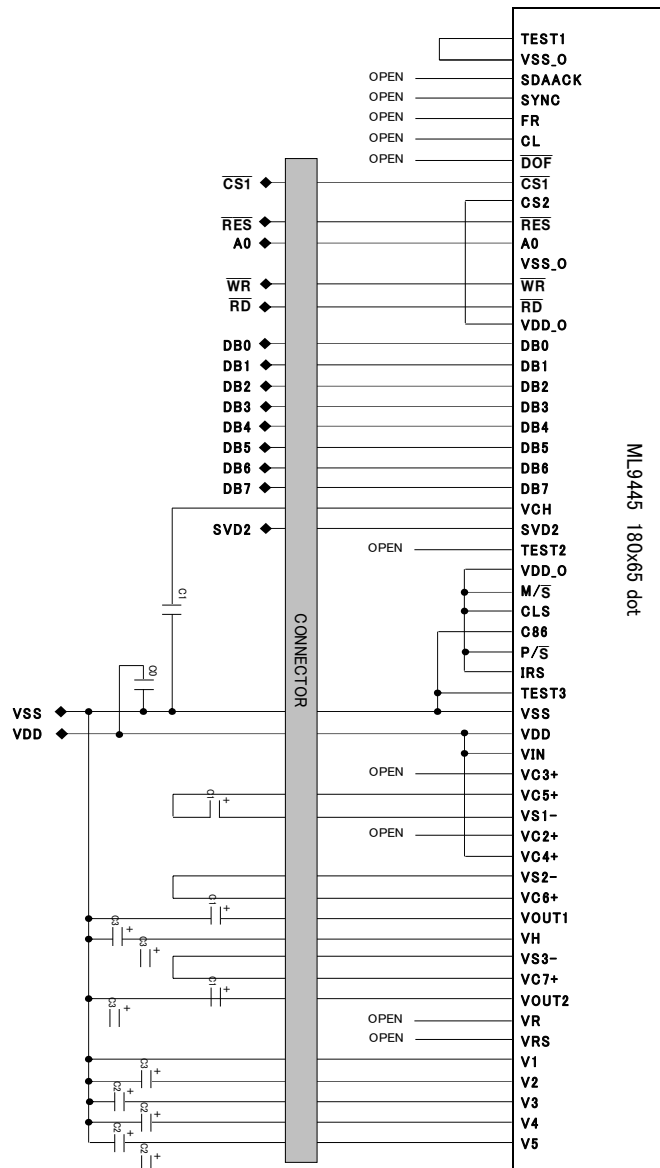 TEST1
VSS_O
OPEN SDAACK
OPEN SYNC
OPEN FR
OPEN CL
OPEN DOF
CS1 CS1
CS2
RES RES
A0 A0
VSS_O
WR WR
RD RD
VDD_O
DB0 DB0
DB1 DB1
DB2 DB2
DB3 DB3
DB4 DB4
DB5 DB5
DB6 DB6
DB7 DB7
VCH
SVD2 SVD2
OPEN TEST2
VDD_O
C1 M/S
CLS
C86
P/S
IRS
C0
TEST3
VSS VSS
VDD VDD
VIN
OPEN VC3+
VC5+
C1 + VS1-
OPEN VC2+
VC4+
VS2-
VC6+
C1 + VOUT1
C3 + VH
C3 + VS3-
VC7+
C1 + VOUT2
C3 +
OPEN VR
OPEN VRS
V1
C3 + V2
C2 + V3
C2 + V4
C2 + V5
C2 +
CONNECTOR
ML9445 180x65 dot